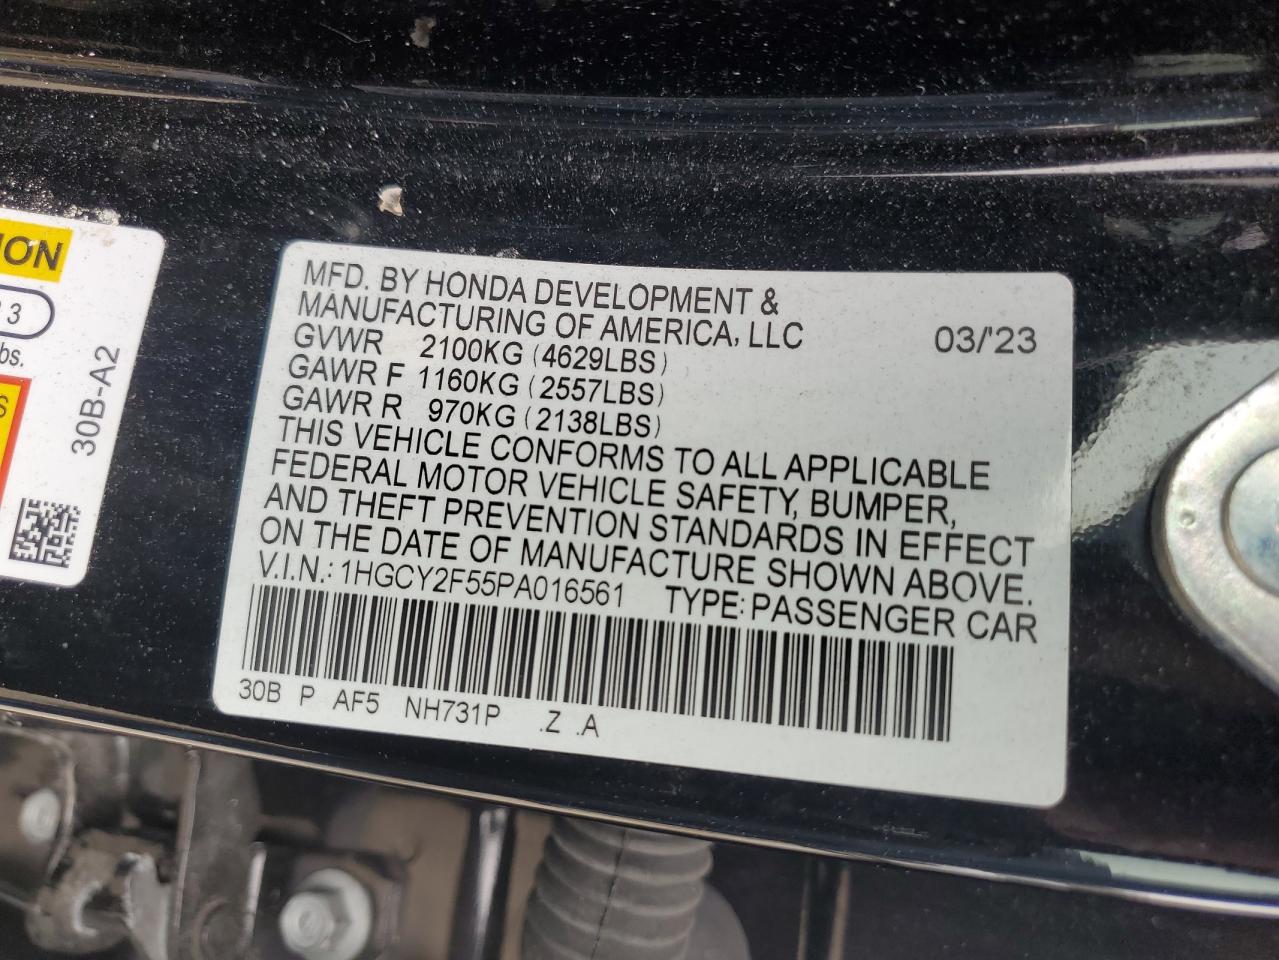 ION
3
bs.
S
30B-A2
MFD. BY HONDA DEVELOPMENT &
MANUFACTURING OF AMERICA, LLC
03/'23
GVWR 2100KG (4629LBS)
GAWR F 1160KG (2557LBS)
GAWR R 970KG (2138LBS)
THIS VEHICLE CONFORMS TO ALL APPLICABLE
FEDERAL MOTOR VEHICLE SAFETY, BUMPER,
AND THEFT PREVENTION STANDARDS IN EFFECT
ON THE DATE OF MANUFACTURE SHOWN ABOVE.
V.I.N.: 1HGCY2F55PA016561 TYPE: PASSENGER CAR
30B P AF5 NH731P .Z .A